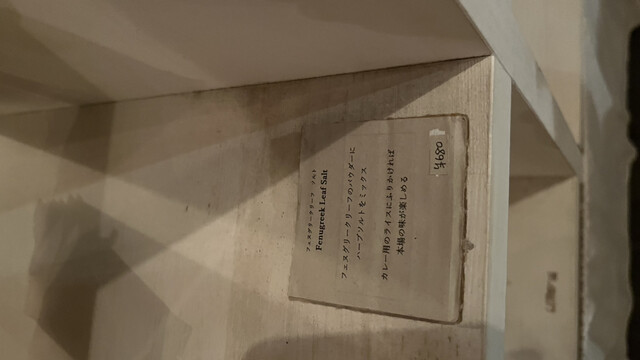 フェヌグリークリーフ ソルト
Fenugreek Leaf Salt
フェヌグリークリーフのパウダーに
ハーブソルトをミックス
カレー用のライスにふりかければ
本場の味が楽しめる
¥680